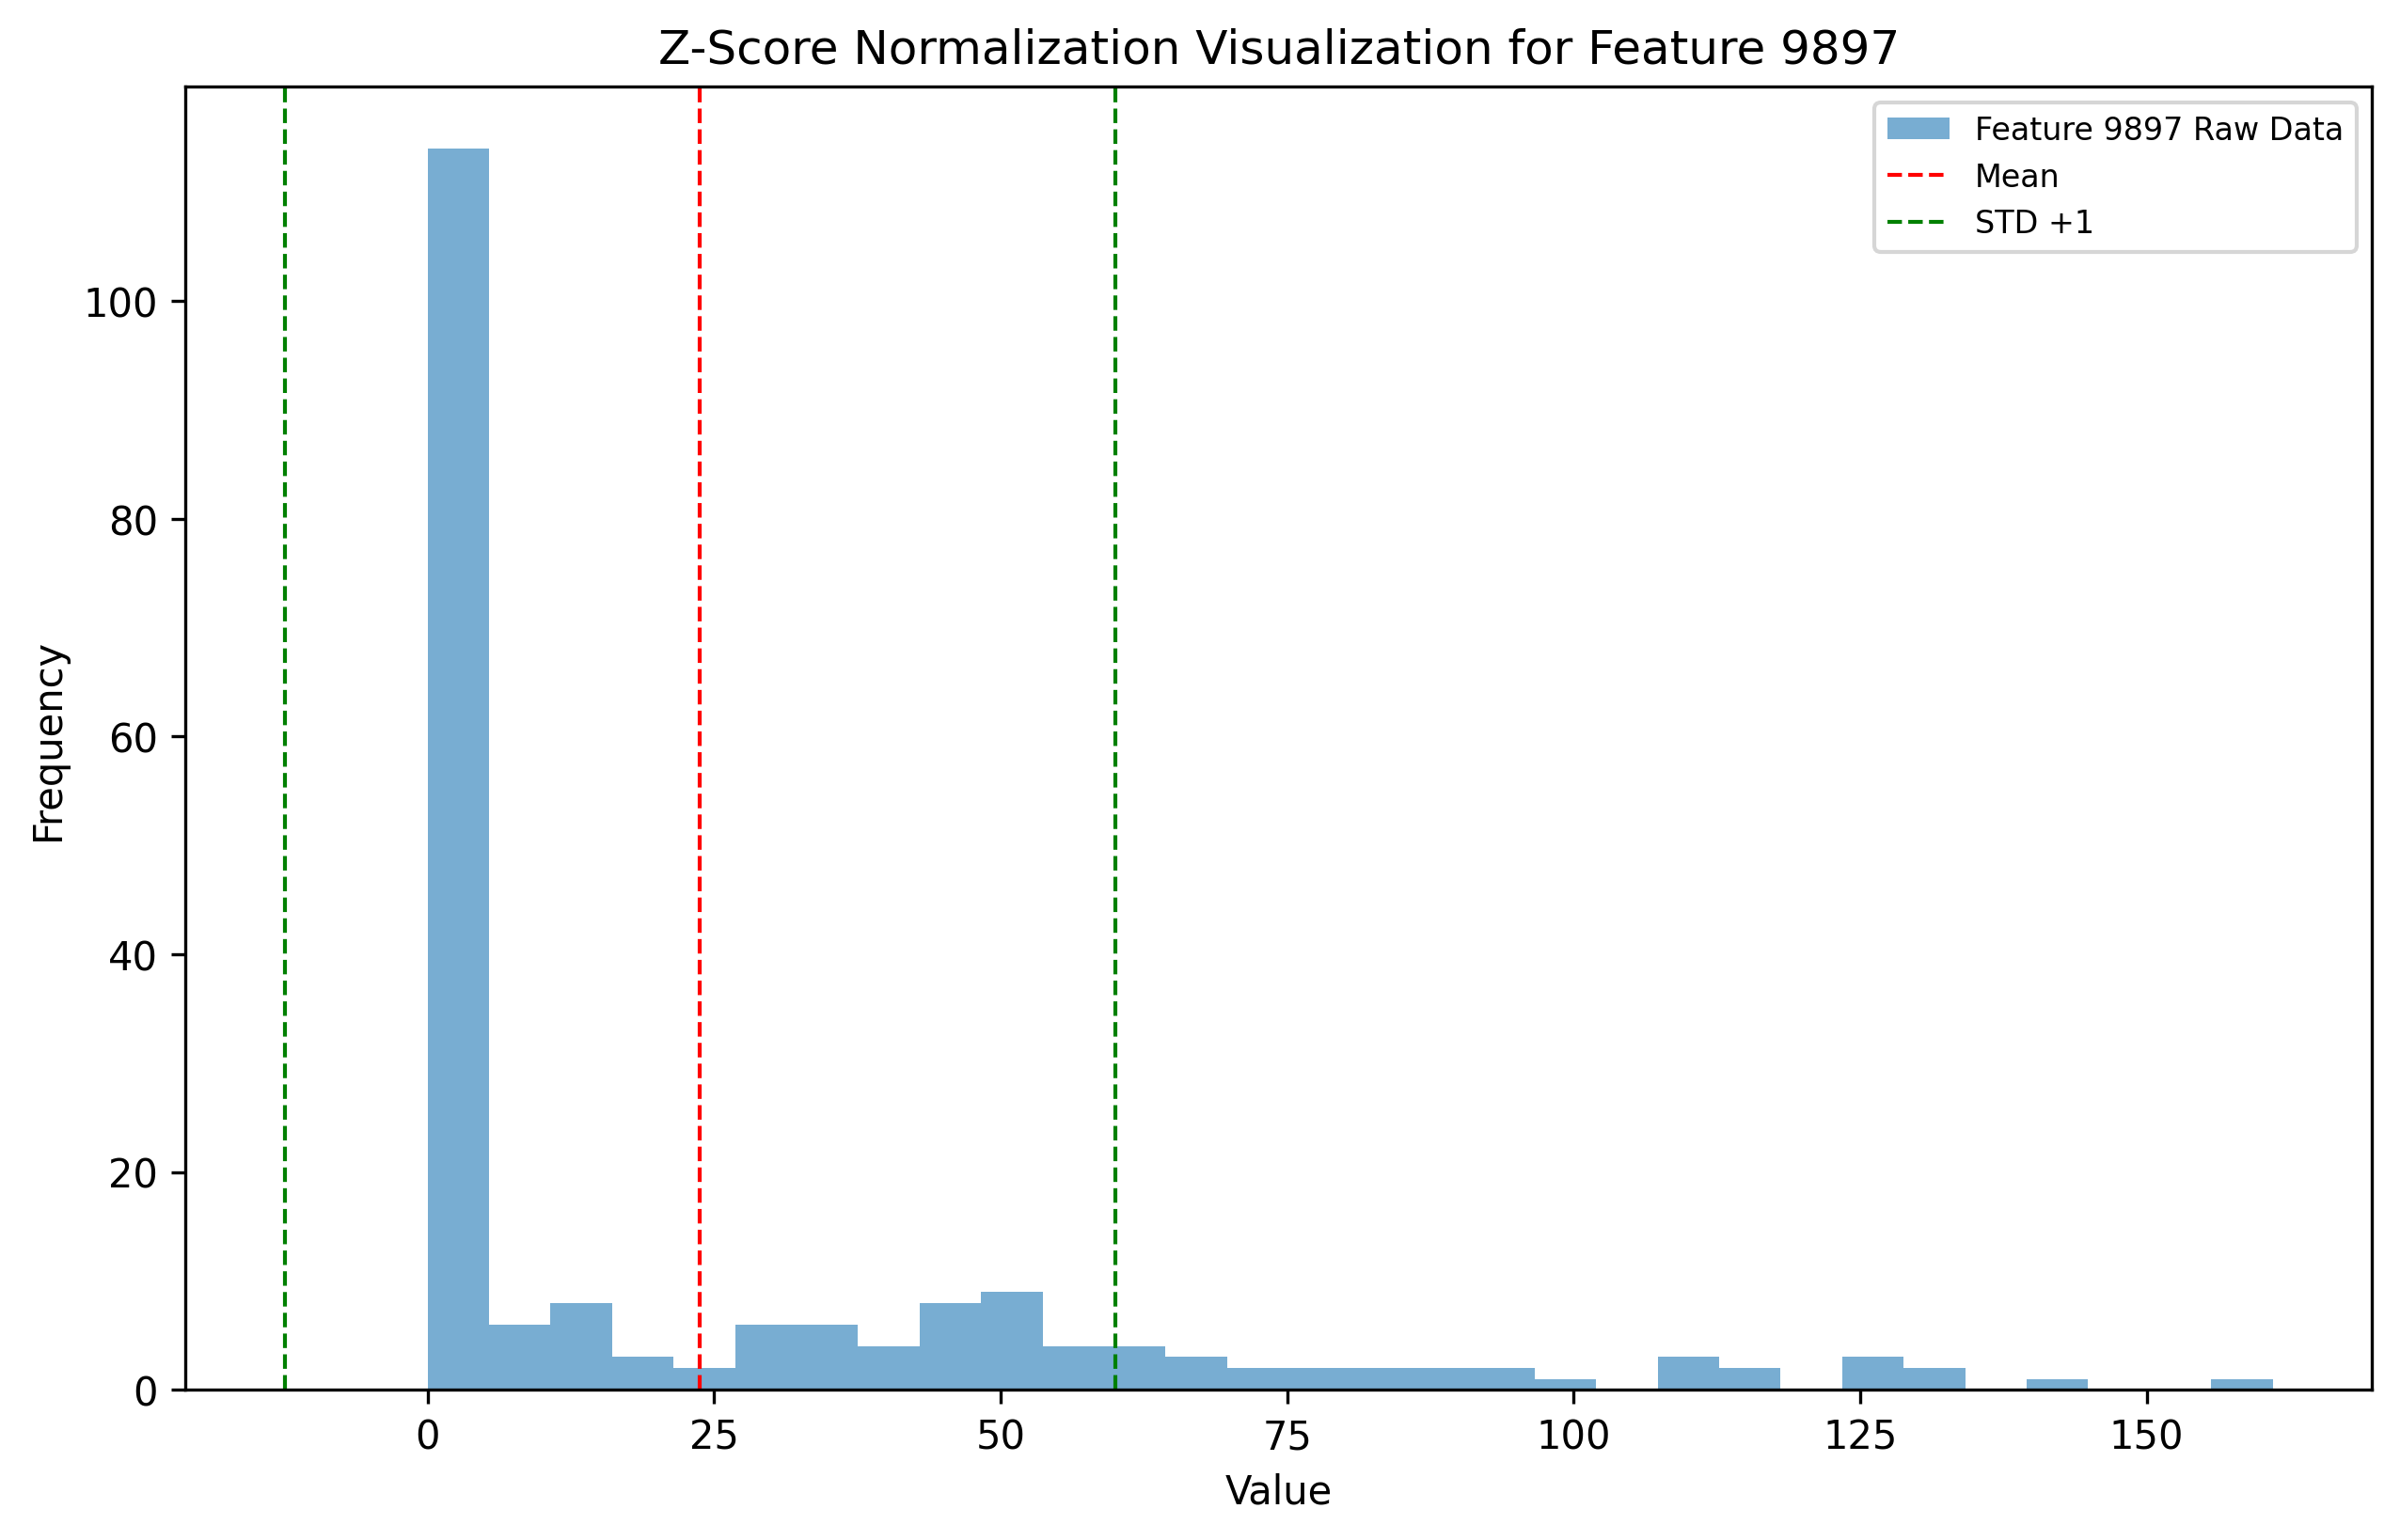 Z-Score Normalization Visualization for Feature 9897
Feature 9897 Raw Data
Mean
STD +1
Frequency
100
80
60
40
20
0
0 25 50 75 100 125 150
Value